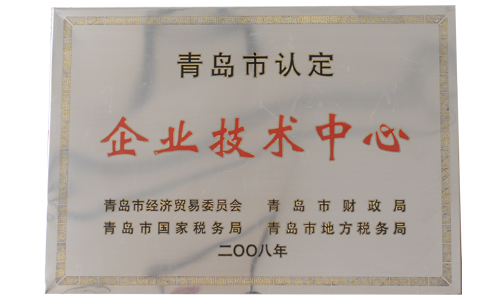 青岛市认定
企业技术中心
青岛市经济贸易委员会 青岛市财政局
青岛市国家税务局 青岛市地方税务局
二〇〇八年